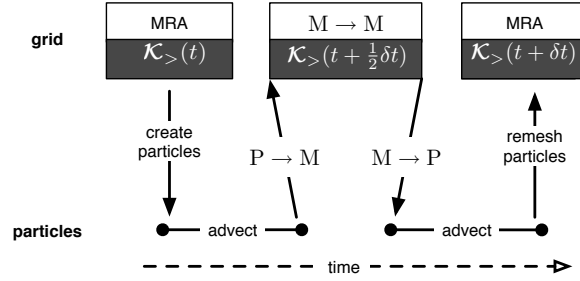 grid
MRA
𝓚>(t)
M → M
𝓚>(t + ½δt)
MRA
𝓚>(t + δt)
create
particles
P → M
M → P
remesh
particles
particles
advect
advect
time